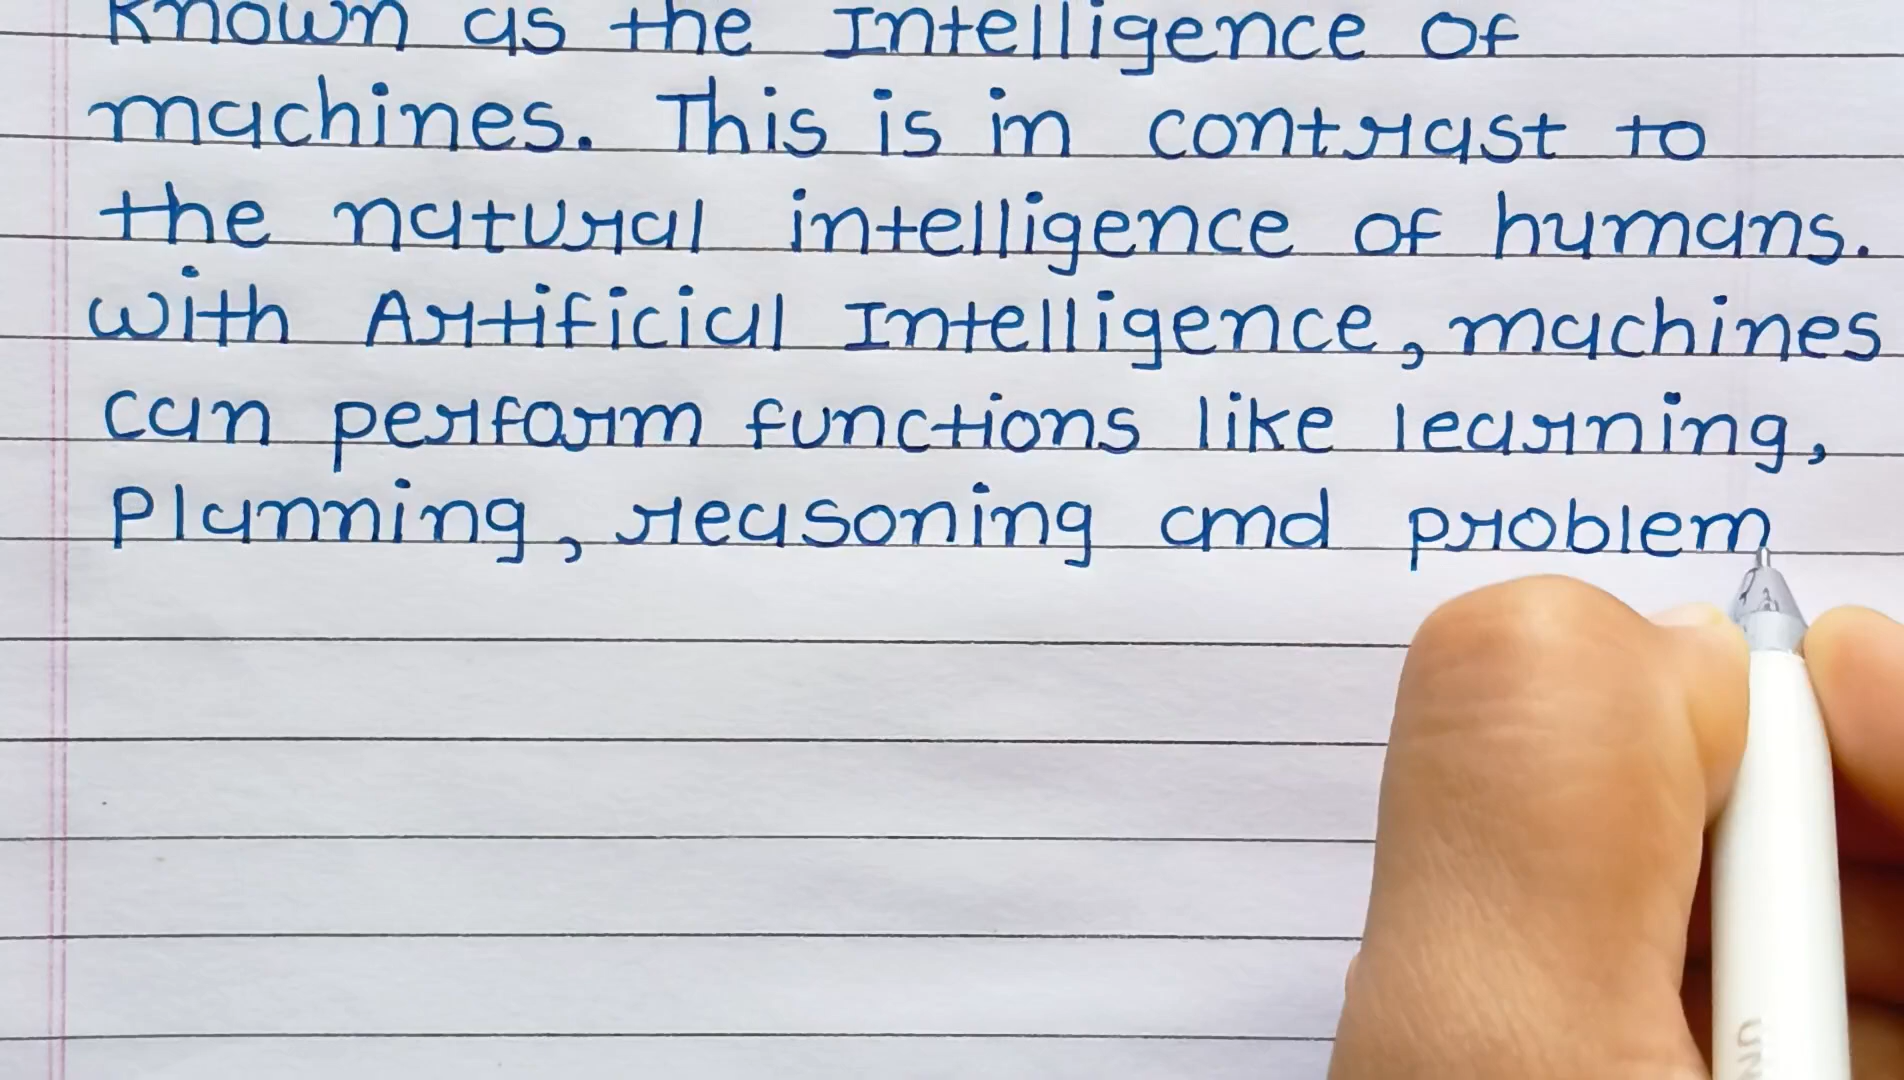 Known as the Intelligence of
machines. This is in contrast to
the natural intelligence of humans.
With Artificial Intelligence, machines
can perform functions like learning,
Planning, reasoning and problem
UN